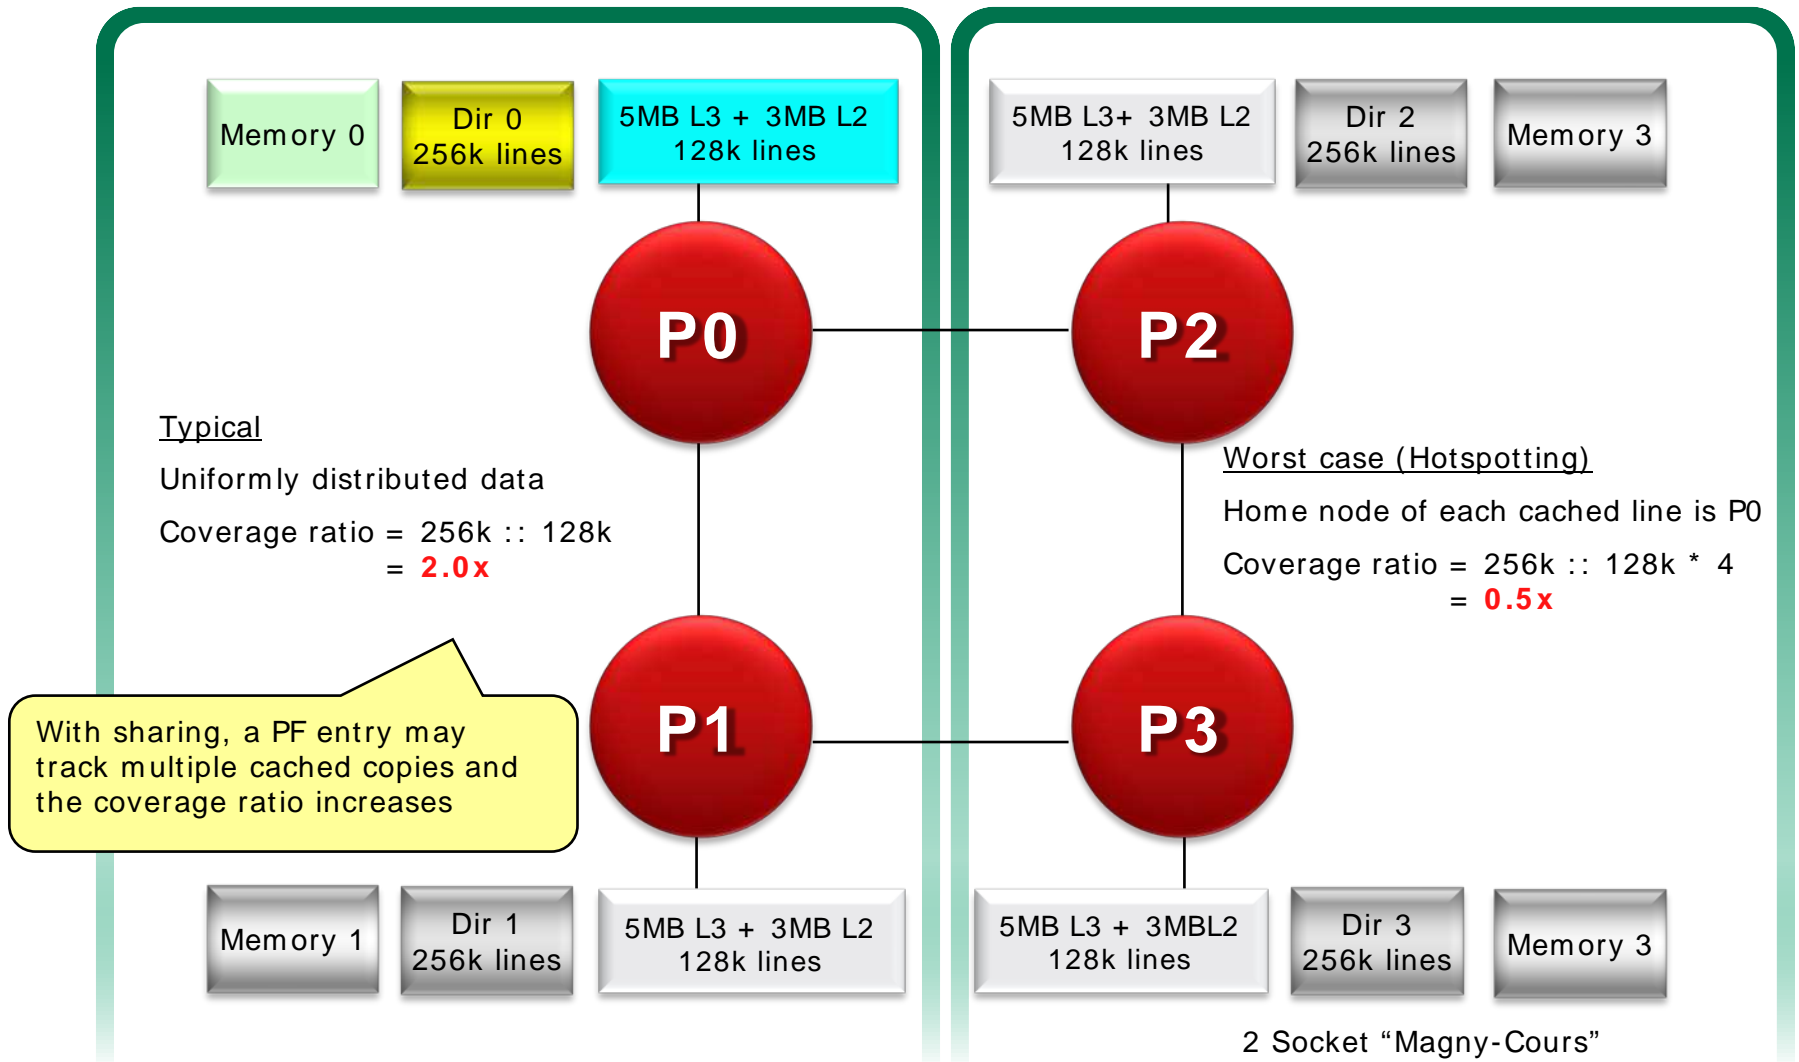 Memory 0
Dir 0
256k lines
5MB L3 + 3MB L2
128k lines
5MB L3+ 3MB L2
128k lines
Dir 2
256k lines
Memory 3
P0
P2
Typical
Uniformly distributed data
Coverage ratio = 256k :: 128k
= 2.0x
Worst case (Hotspotting)
Home node of each cached line is P0
Coverage ratio = 256k :: 128k * 4
= 0.5x
With sharing, a PF entry may
track multiple cached copies and
the coverage ratio increases
P1
P3
Memory 1
Dir 1
256k lines
5MB L3 + 3MB L2
128k lines
5MB L3 + 3MBL2
128k lines
Dir 3
256k lines
Memory 3
2 Socket “Magny-Cours”